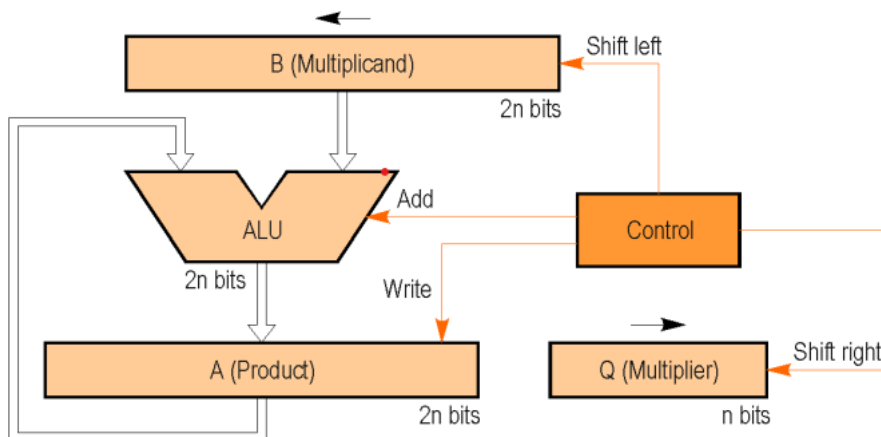 Shift left
B (Multiplicand)
2n bits
Add
ALU
Control
2n bits
Write
A (Product)
Q (Multiplier)
Shift right
2n bits
n bits